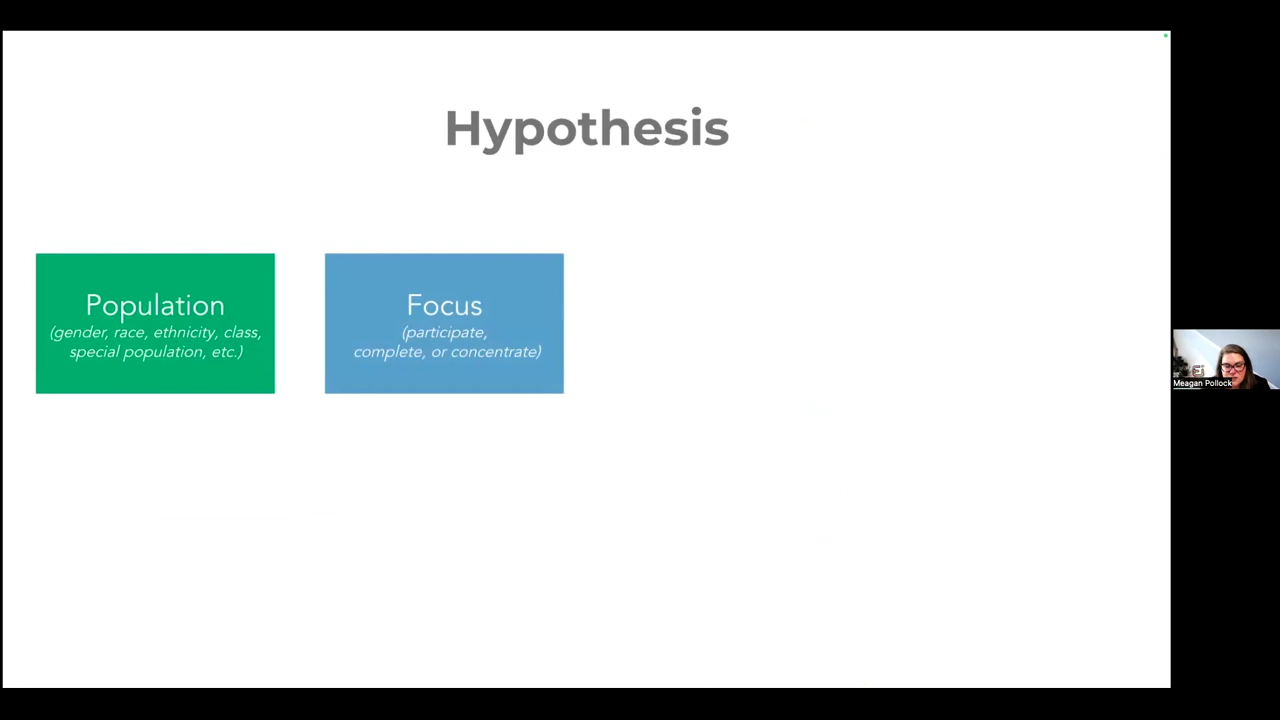 Hypothesis
Population
(gender, race, ethnicity, class,
special population, etc.)
Focus
(participate,
complete, or concentrate)
Meagan Pollock